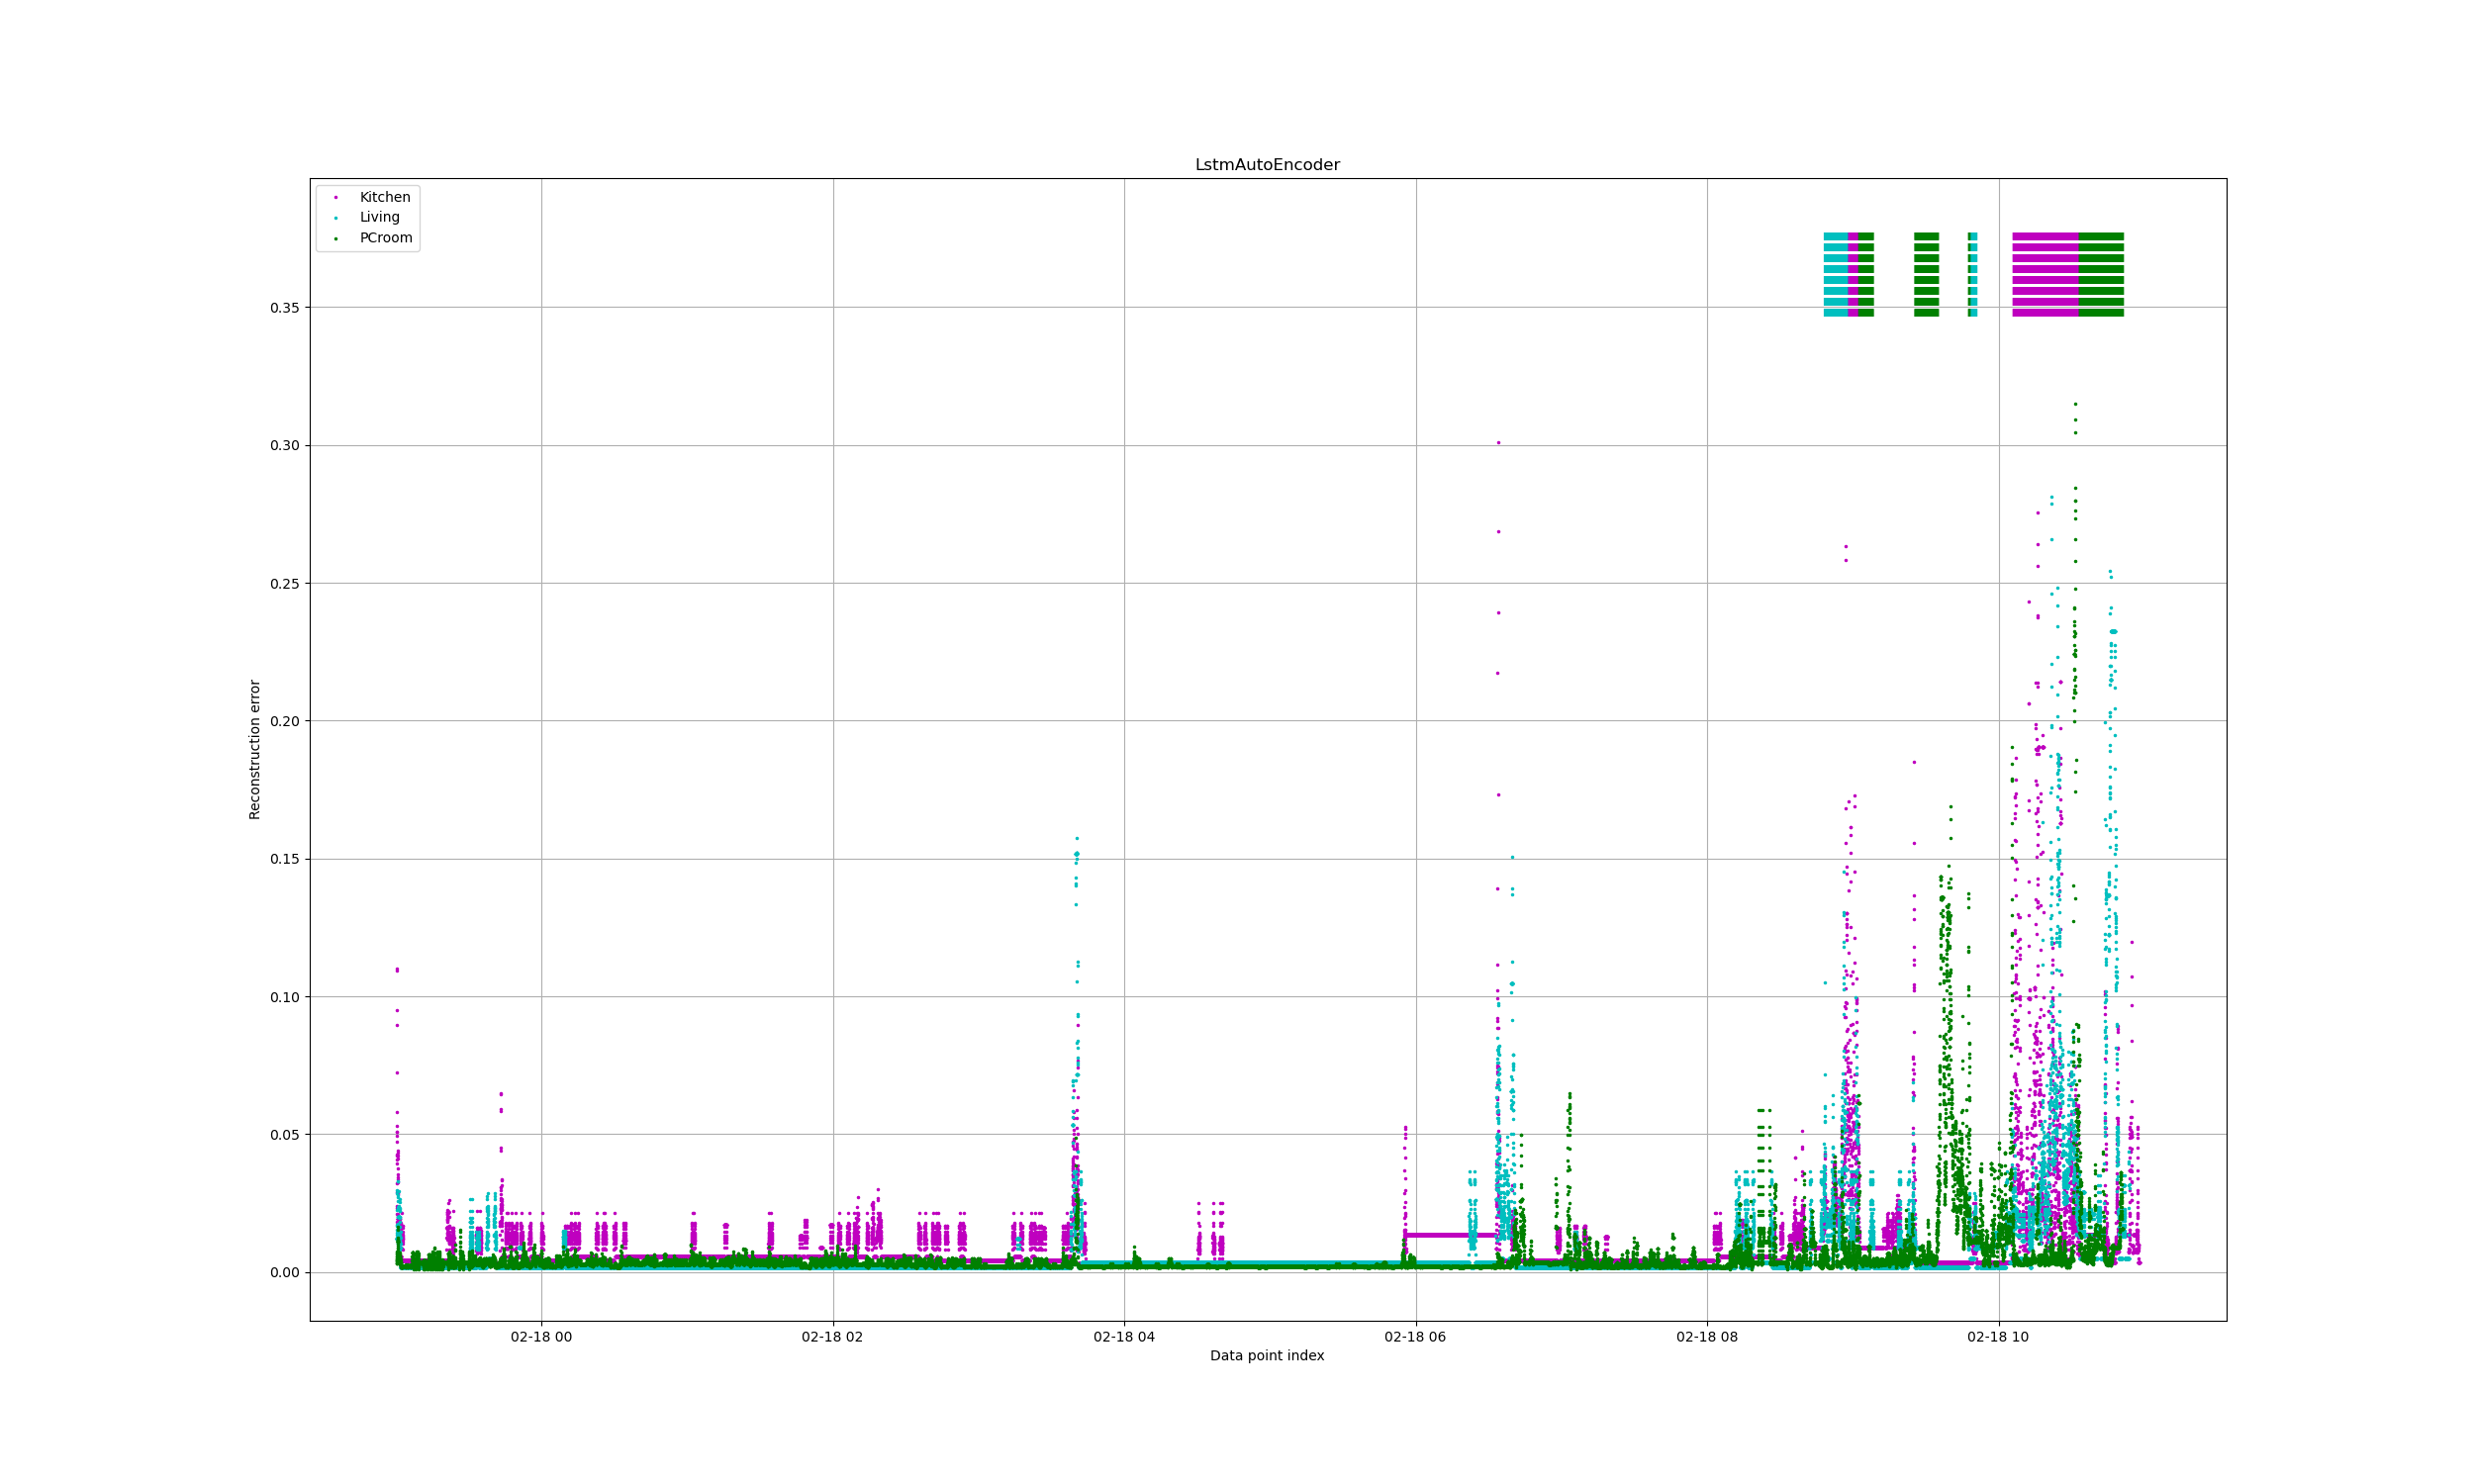 LstmAutoEncoder
Kitchen
Living
PCroom
0.35
0.30
0.25
0.20
0.15
0.10
0.05
0.00
Reconstruction error
02-18 00
02-18 02
02-18 04
02-18 06
02-18 08
02-18 10
Data point index